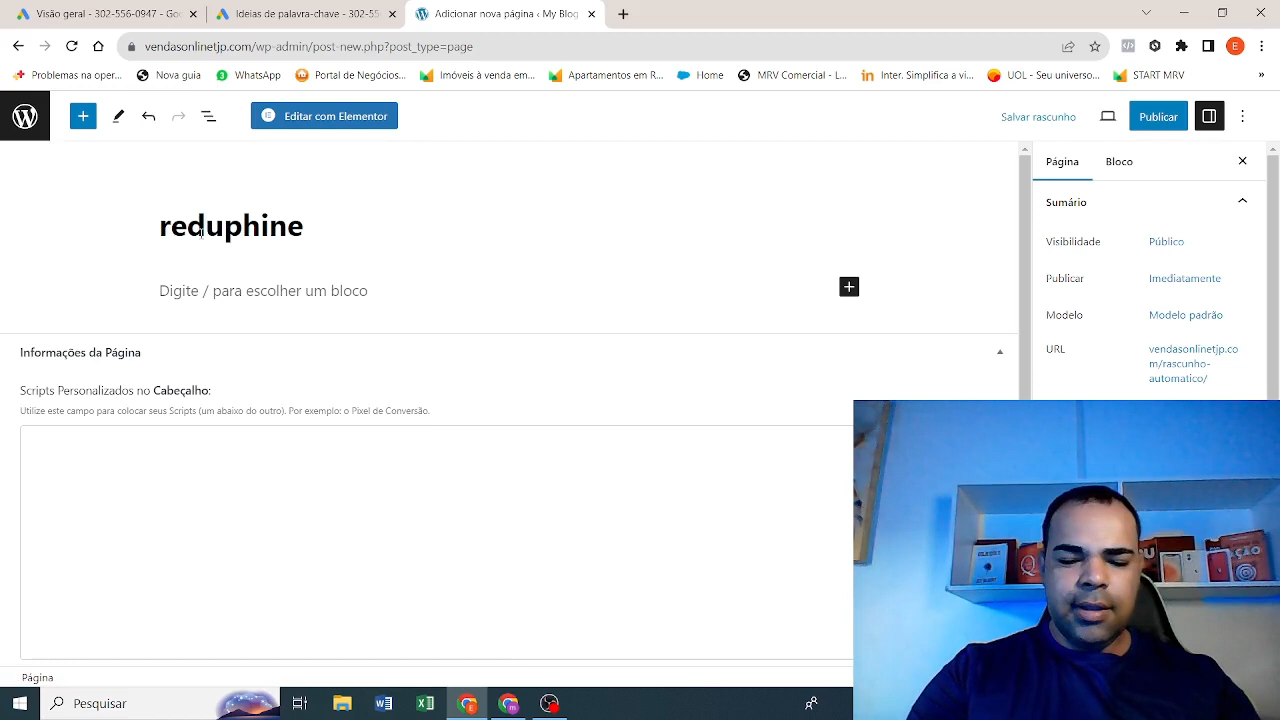 Visão geral - 302-556-0947 - Goo
Ideias de palavra-chave - 302-55
Adicionar nova página ‹ My Blog
vendasonlinetjp.com/wp-admin/post-new.php?post_type=page
Problemas na oper...
Nova guia
WhatsApp
Portal de Negócios...
Imóveis à venda em...
Apartamentos em R...
Home
MRV Comercial - L...
Inter. Simplifica a vi...
UOL - Seu universo...
START MRV
»
Editar com Elementor
Salvar rascunho
Publicar
Página
Bloco
reduphine
Digite / para escolher um bloco
Sumário
Visibilidade
Público
Publicar
Imediatamente
Modelo
Modelo padrão
URL
vendasonlinetjp.co
m/rascunho-
automatico/
Informações da Página
Scripts Personalizados no Cabeçalho:
Utilize este campo para colocar seus Scripts (um abaixo do outro). Por exemplo: o Pixel de Conversão.
Página
Pesquisar